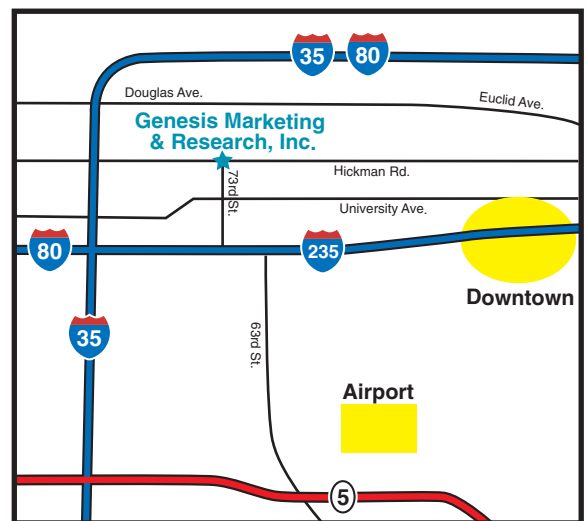 35
80
Douglas Ave.
Euclid Ave.
Genesis Marketing
& Research, Inc.
Hickman Rd.
73rd St.
University Ave.
80
235
Downtown
35
63rd St.
Airport
5